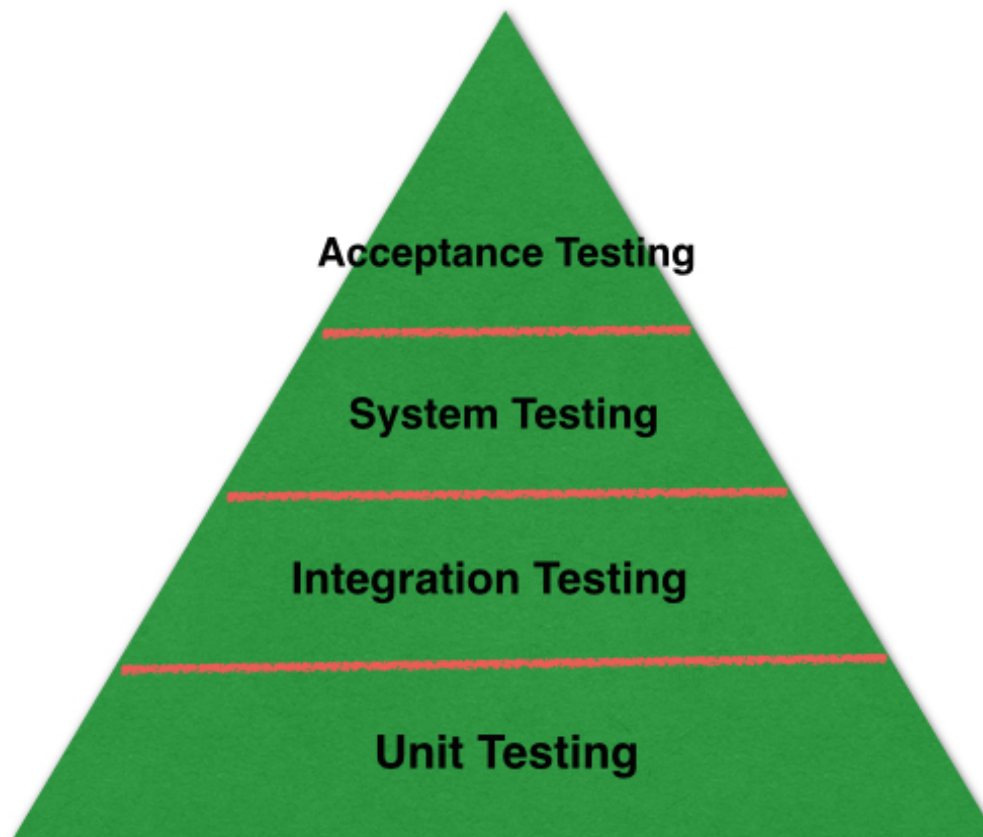 Acceptance Testing
System Testing
Integration Testing
Unit Testing